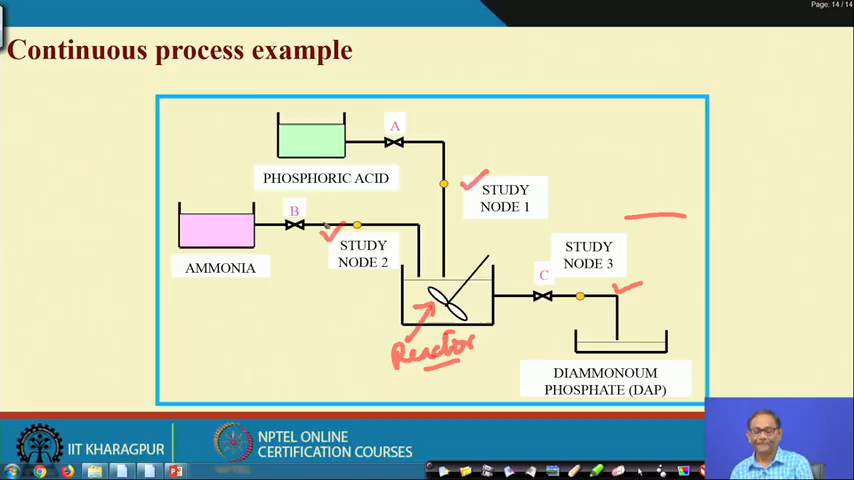 Page: 14 / 14
Continuous process example
A
PHOSPHORIC ACID
STUDY
NODE 1
B
STUDY
NODE 2
AMMONIA
STUDY
NODE 3
C
Reactor
DIAMMONOUM
PHOSPHATE (DAP)
IIT KHARAGPUR
NPTEL ONLINE
CERTIFICATION COURSES